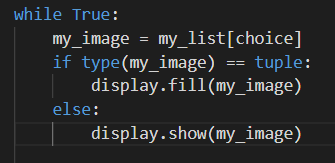 while True:
    my_image = my_list[choice]
    if type(my_image) == tuple:
        display.fill(my_image)
    else:
        display.show(my_image)